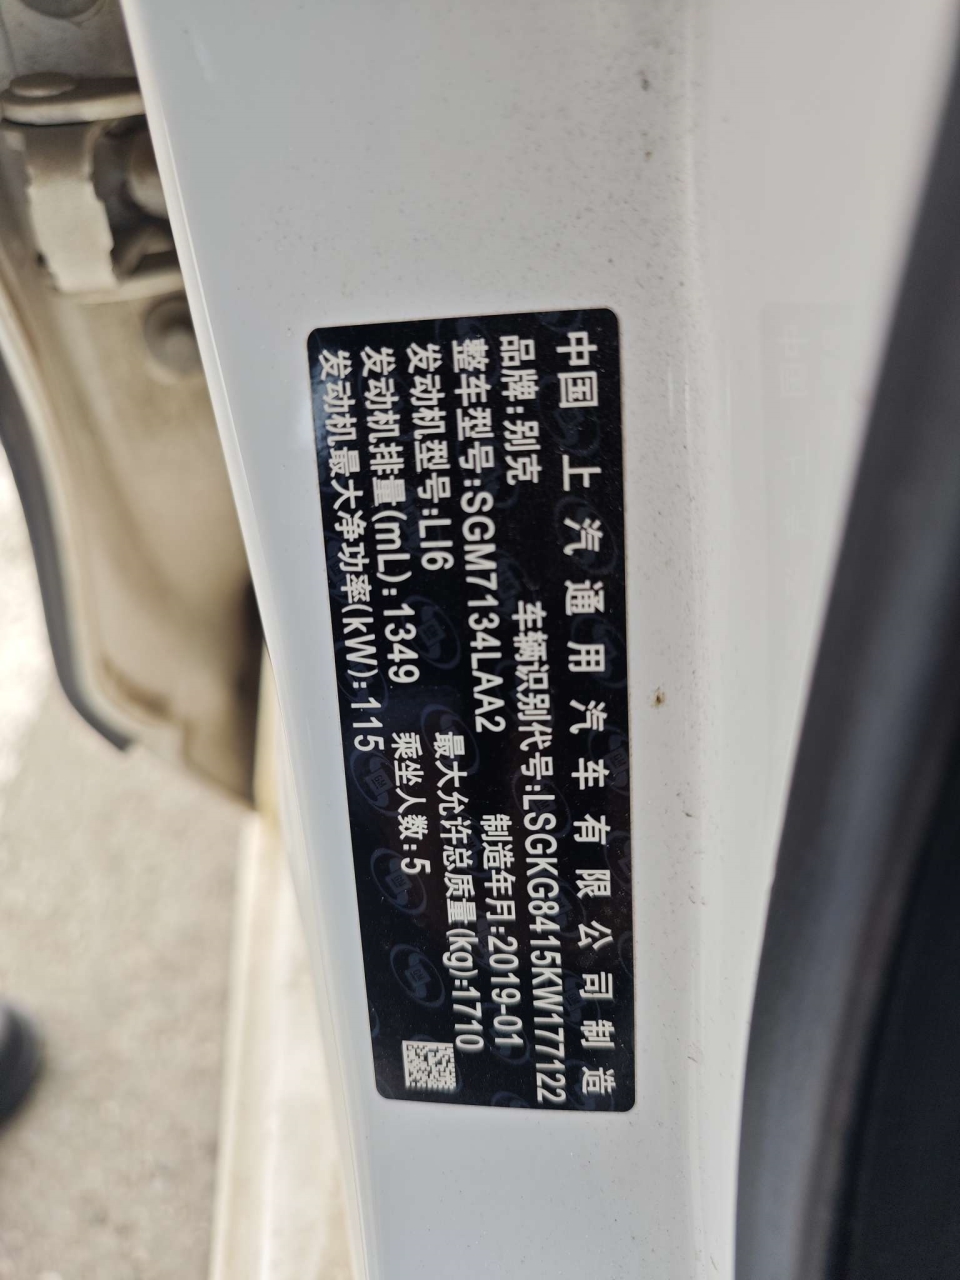 中国上汽通用汽车有限公司制造
品牌:别克 车辆识别代号:LSGKG8415KW177122
整车型号:SGM7134LAA2 制造年月:2019-01
发动机型号:LI6 最大允许总质量(kg):1710
发动机排量(mL):1349 乘坐人数:5
发动机最大净功率(kW):115